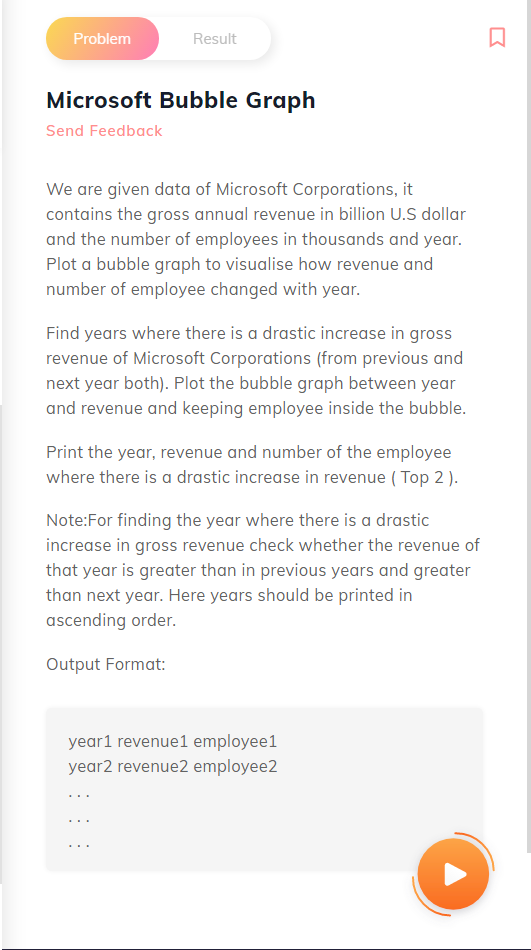 Problem Result
Microsoft Bubble Graph
Send Feedback
We are given data of Microsoft Corporations, it
contains the gross annual revenue in billion U.S dollar
and the number of employees in thousands and year.
Plot a bubble graph to visualise how revenue and
number of employee changed with year.
Find years where there is a drastic increase in gross
revenue of Microsoft Corporations (from previous and
next year both). Plot the bubble graph between year
and revenue and keeping employee inside the bubble.
Print the year, revenue and number of the employee
where there is a drastic increase in revenue ( Top 2 ).
Note:For finding the year where there is a drastic
increase in gross revenue check whether the revenue of
that year is greater than in previous years and greater
than next year. Here years should be printed in
ascending order.
Output Format:
year1 revenue1 employee1
year2 revenue2 employee2
. . .
. . .
. . .